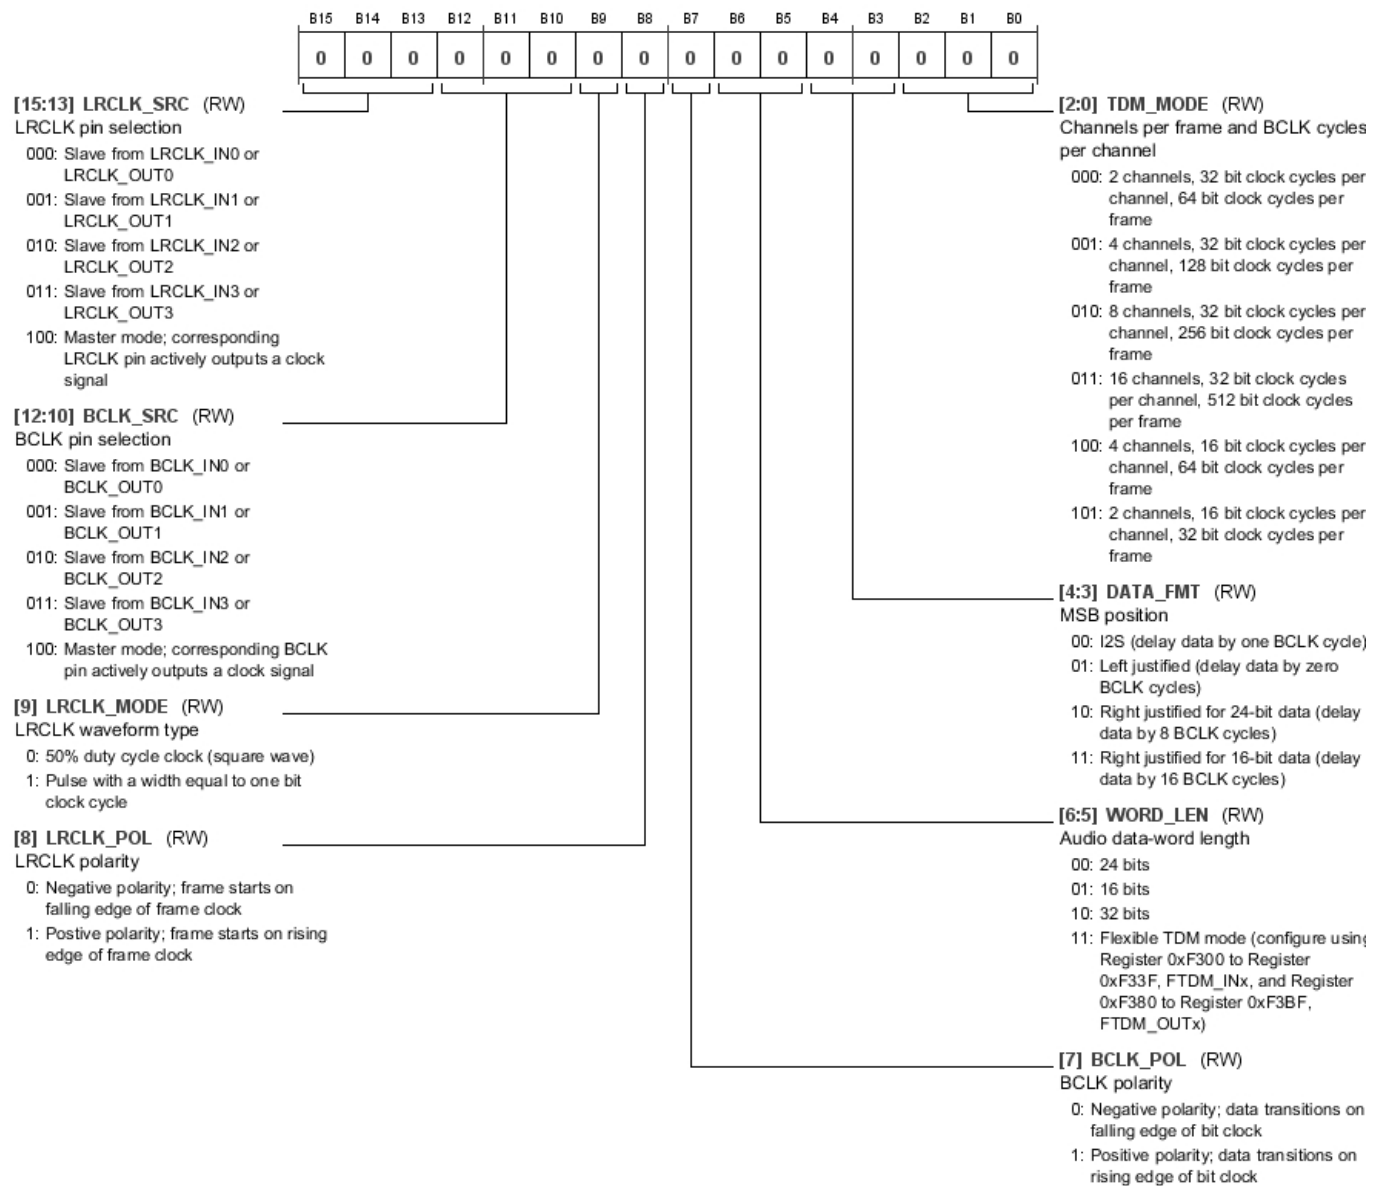 B15 B14 B13 B12 B11 B10 B9 B8 B7 B6 B5 B4 B3 B2 B1 B0
0 0 0 0 0 0 0 0 0 0 0 0 0 0 0 0
[15:13] LRCLK_SRC (RW)
LRCLK pin selection
000: Slave from LRCLK_IN0 or
LRCLK_OUT0
001: Slave from LRCLK_IN1 or
LRCLK_OUT1
010: Slave from LRCLK_IN2 or
LRCLK_OUT2
011: Slave from LRCLK_IN3 or
LRCLK_OUT3
100: Master mode; corresponding
LRCLK pin actively outputs a clock
signal
[12:10] BCLK_SRC (RW)
BCLK pin selection
000: Slave from BCLK_IN0 or
BCLK_OUT0
001: Slave from BCLK_IN1 or
BCLK_OUT1
010: Slave from BCLK_IN2 or
BCLK_OUT2
011: Slave from BCLK_IN3 or
BCLK_OUT3
100: Master mode; corresponding BCLK
pin actively outputs a clock signal
[9] LRCLK_MODE (RW)
LRCLK waveform type
0: 50% duty cycle clock (square wave)
1: Pulse with a width equal to one bit
clock cycle
[8] LRCLK_POL (RW)
LRCLK polarity
0: Negative polarity; frame starts on
falling edge of frame clock
1: Postive polarity; frame starts on rising
edge of frame clock
[2:0] TDM_MODE (RW)
Channels per frame and BCLK cycles
per channel
000: 2 channels, 32 bit clock cycles per
channel, 64 bit clock cycles per
frame
001: 4 channels, 32 bit clock cycles per
channel, 128 bit clock cycles per
frame
010: 8 channels, 32 bit clock cycles per
channel, 256 bit clock cycles per
frame
011: 16 channels, 32 bit clock cycles
per channel, 512 bit clock cycles
per frame
100: 4 channels, 16 bit clock cycles per
channel, 64 bit clock cycles per
frame
101: 2 channels, 16 bit clock cycles per
channel, 32 bit clock cycles per
frame
[4:3] DATA_FMT (RW)
MSB position
00: I2S (delay data by one BCLK cycle)
01: Left justified (delay data by zero
BCLK cycles)
10: Right justified for 24-bit data (delay
data by 8 BCLK cycles)
11: Right justified for 16-bit data (delay
data by 16 BCLK cycles)
[6:5] WORD_LEN (RW)
Audio data-word length
00: 24 bits
01: 16 bits
10: 32 bits
11: Flexible TDM mode (configure using
Register 0xF300 to Register
0xF33F, FTDM_INx, and Register
0xF380 to Register 0xF3BF,
FTDM_OUTx)
[7] BCLK_POL (RW)
BCLK polarity
0: Negative polarity; data transitions on
falling edge of bit clock
1: Positive polarity; data transitions on
rising edge of bit clock